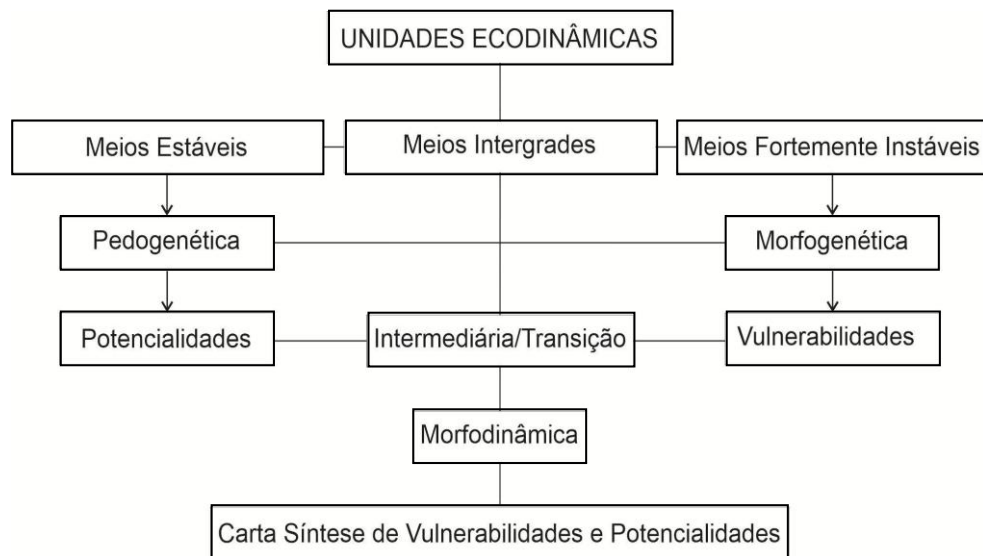 UNIDADES ECODINÂMICAS
Meios Estáveis
Meios Intergrades
Meios Fortemente Instáveis
Pedogenética
Morfogenética
Potencialidades
Intermediária/Transição
Vulnerabilidades
Morfodinâmica
Carta Síntese de Vulnerabilidades e Potencialidades